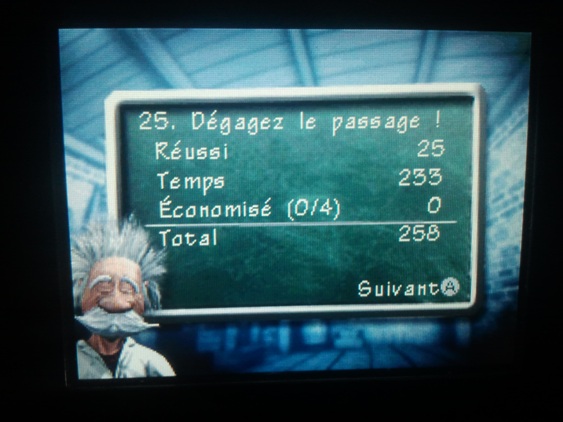 25. Dégagez le passage !
Réussi 25
Temps 233
Économisé (0/4) 0
Total 258
Suivant A